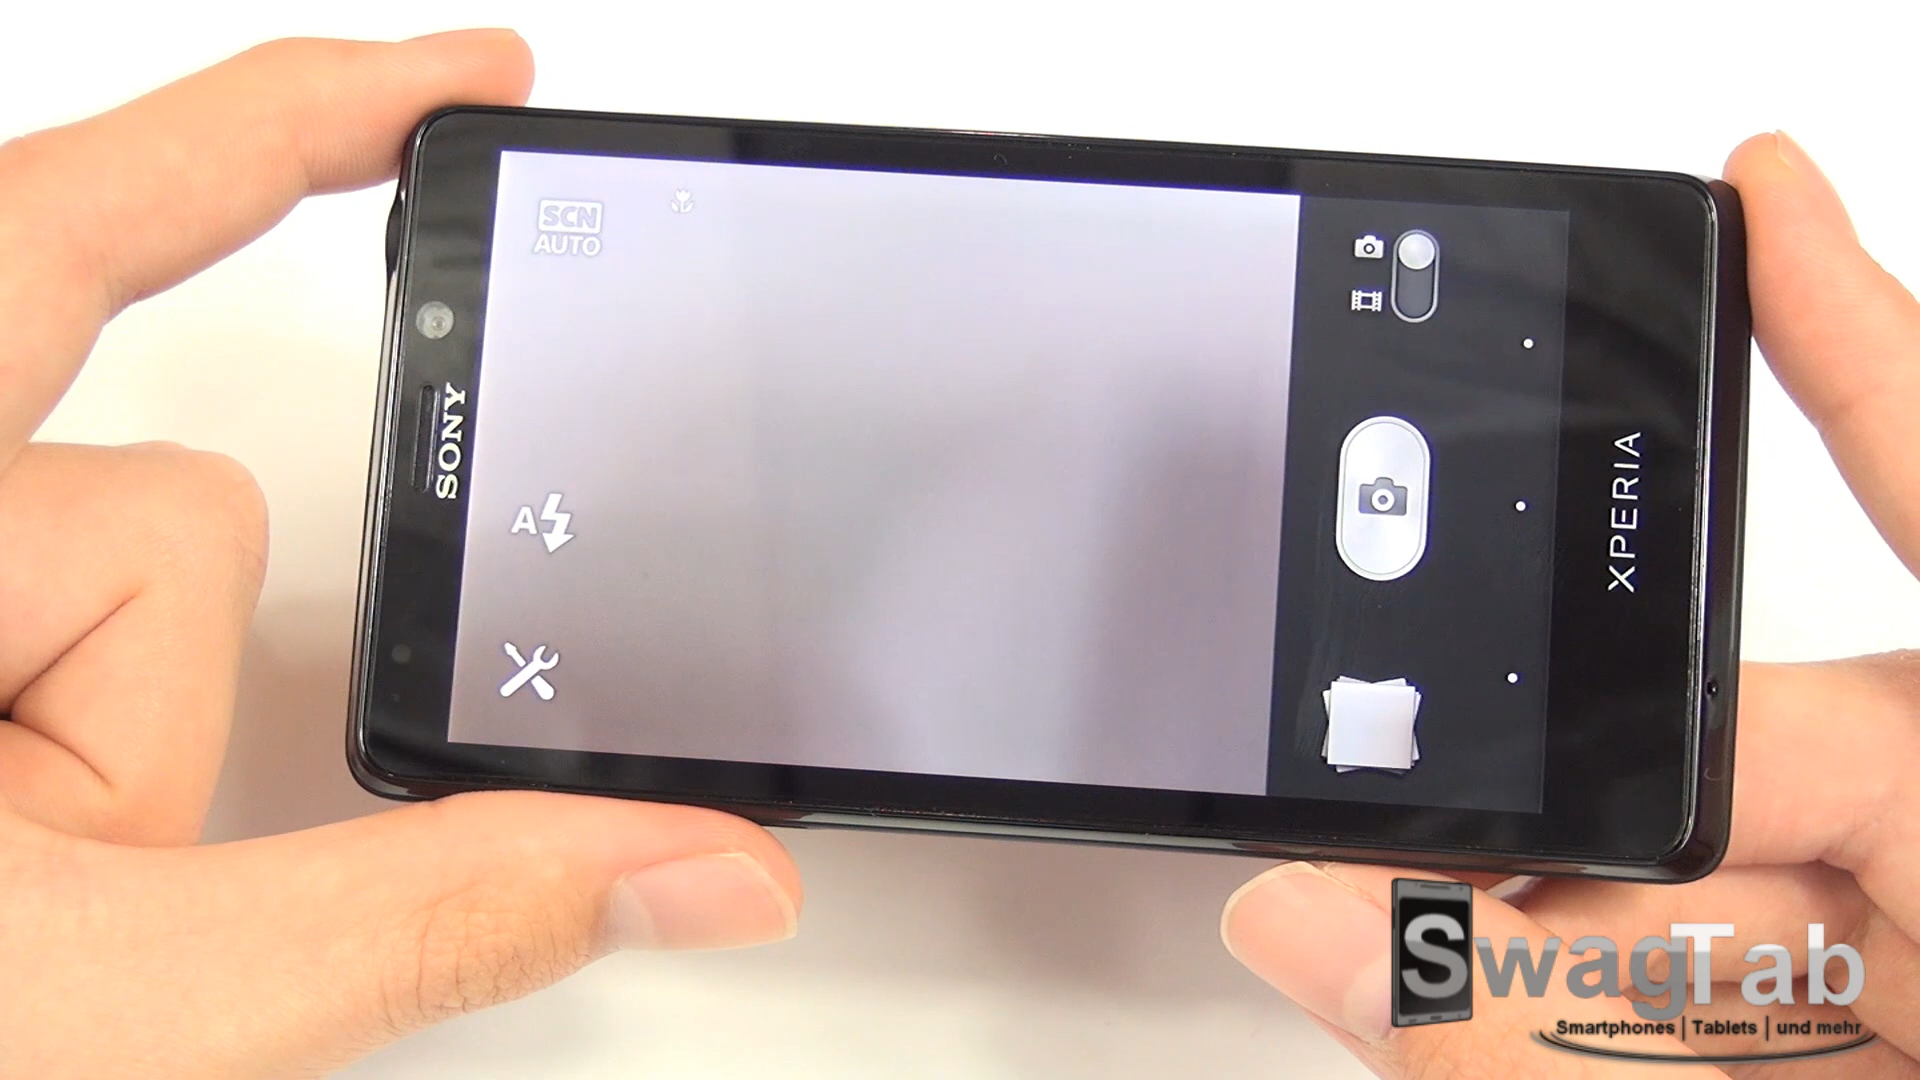 SCN
AUTO
A
SONY
XPERIA
SwagTab
Smartphones | Tablets | und mehr